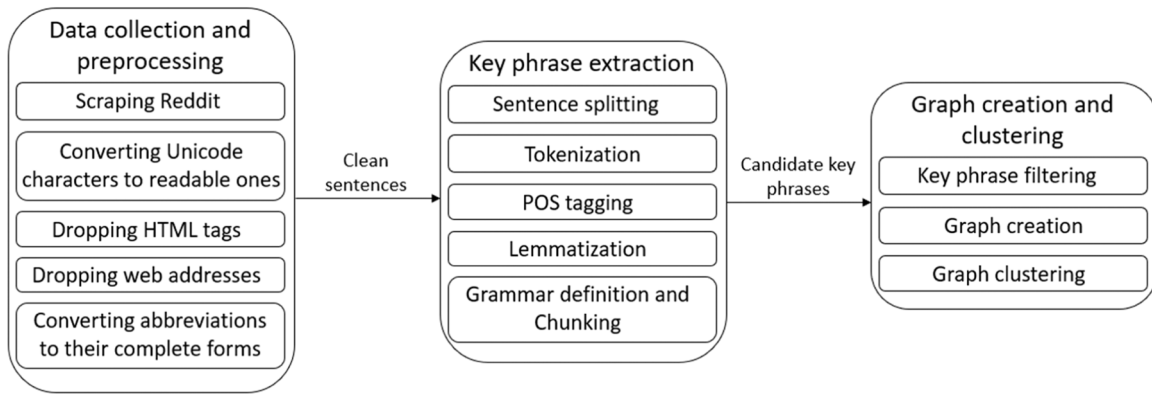 Data collection and
preprocessing
Scraping Reddit
Converting Unicode
characters to readable ones
Dropping HTML tags
Dropping web addresses
Converting abbreviations
to their complete forms
Clean
sentences
Key phrase extraction
Sentence splitting
Tokenization
POS tagging
Lemmatization
Grammar definition and
Chunking
Candidate key
phrases
Graph creation and
clustering
Key phrase filtering
Graph creation
Graph clustering